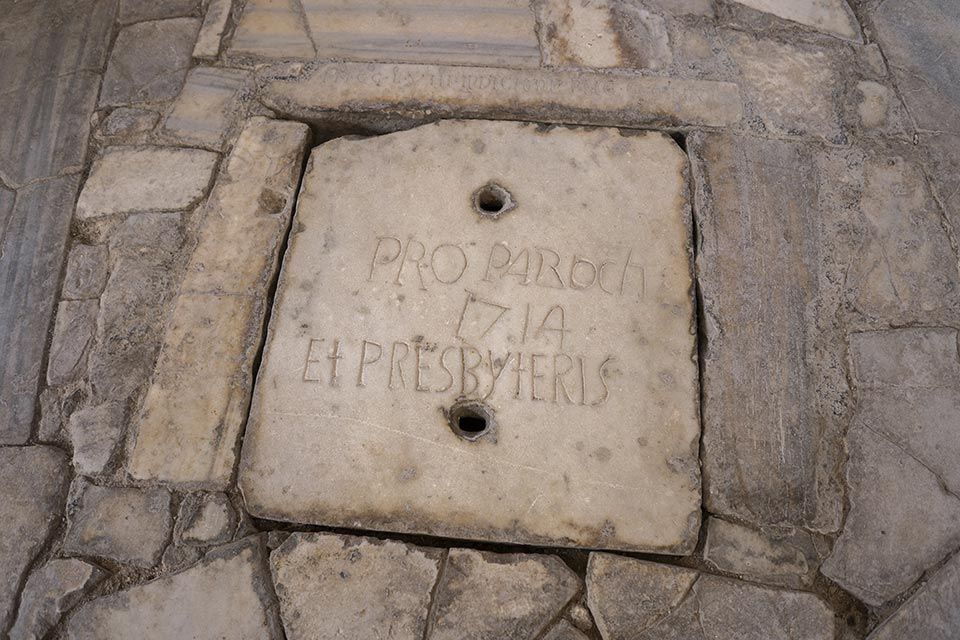 PRO PAROCH
1714
Et PRESBYtERIS